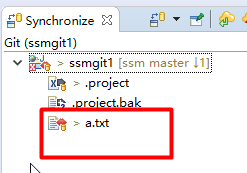 Synchronize
Git (ssmgit1)
> ssmgit1 [ssm master ↓1]
> .project
.project.bak
> a.txt